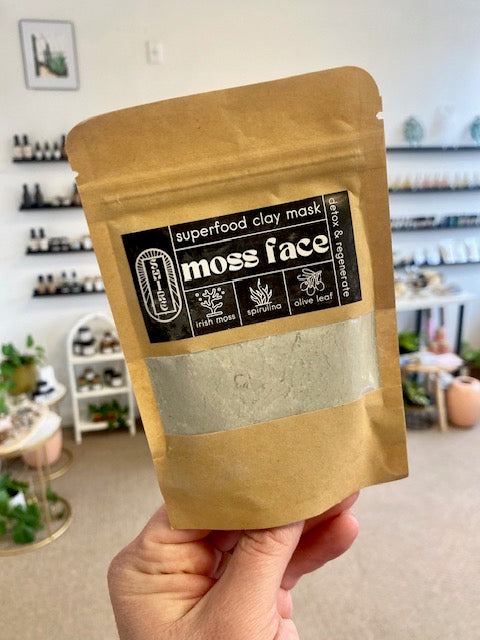 superfood clay mask
moss face
detox & regenerate
irish moss
spirulina
olive leaf